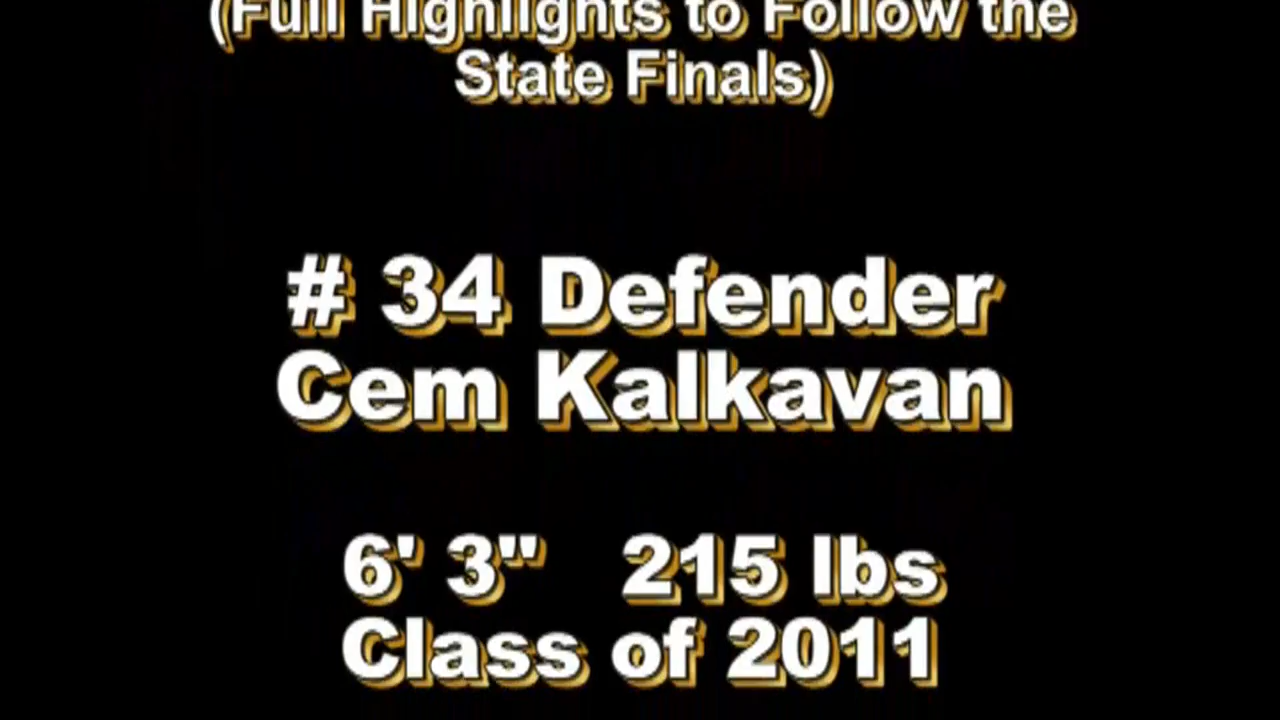 (Full Highlights to Follow the
State Finals)
# 34 Defender
Cem Kalkavan
6' 3" 215 lbs
Class of 2011